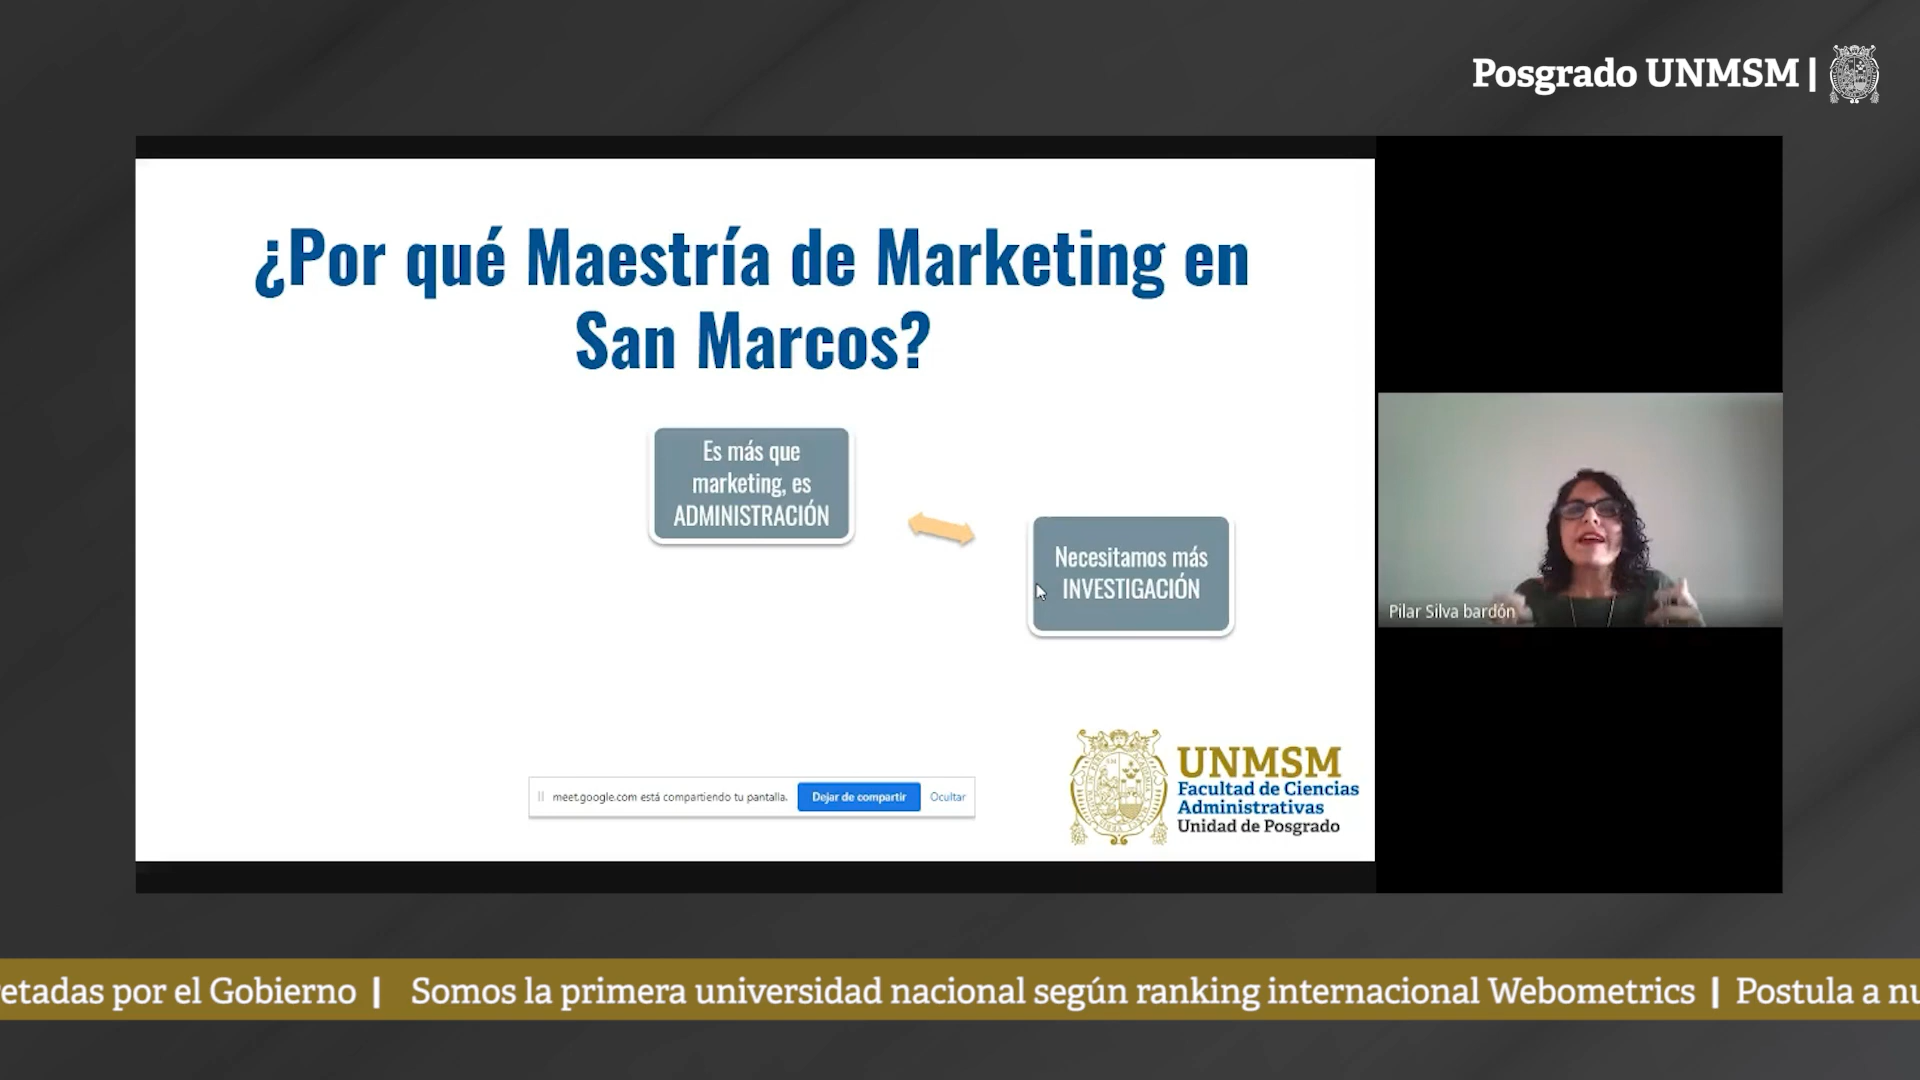 Posgrado UNMSM |
¿Por qué Maestría de Marketing en
San Marcos?
Es más que
marketing, es
ADMINISTRACIÓN
Necesitamos más
INVESTIGACIÓN
Pilar Silva bardón
UNMSM
Facultad de Ciencias
Administrativas
Unidad de Posgrado
meet.google.com está compartiendo tu pantalla. Dejar de compartir Ocultar
etadas por el Gobierno | Somos la primera universidad nacional según ranking internacional Webometrics | Postula a nu